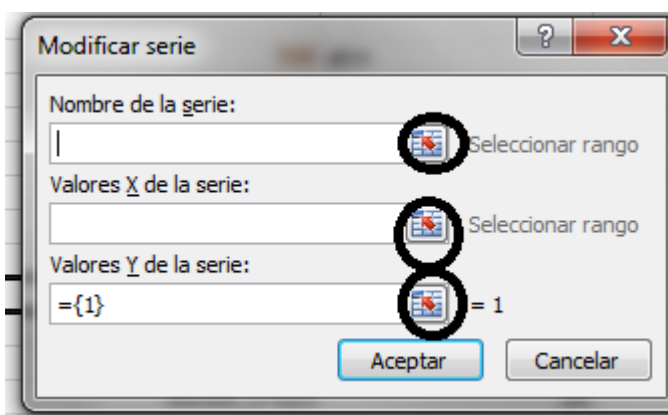 Modificar serie
?
X
Nombre de la serie:
Seleccionar rango
Valores X de la serie:
Seleccionar rango
Valores Y de la serie:
={1}
= 1
Aceptar
Cancelar